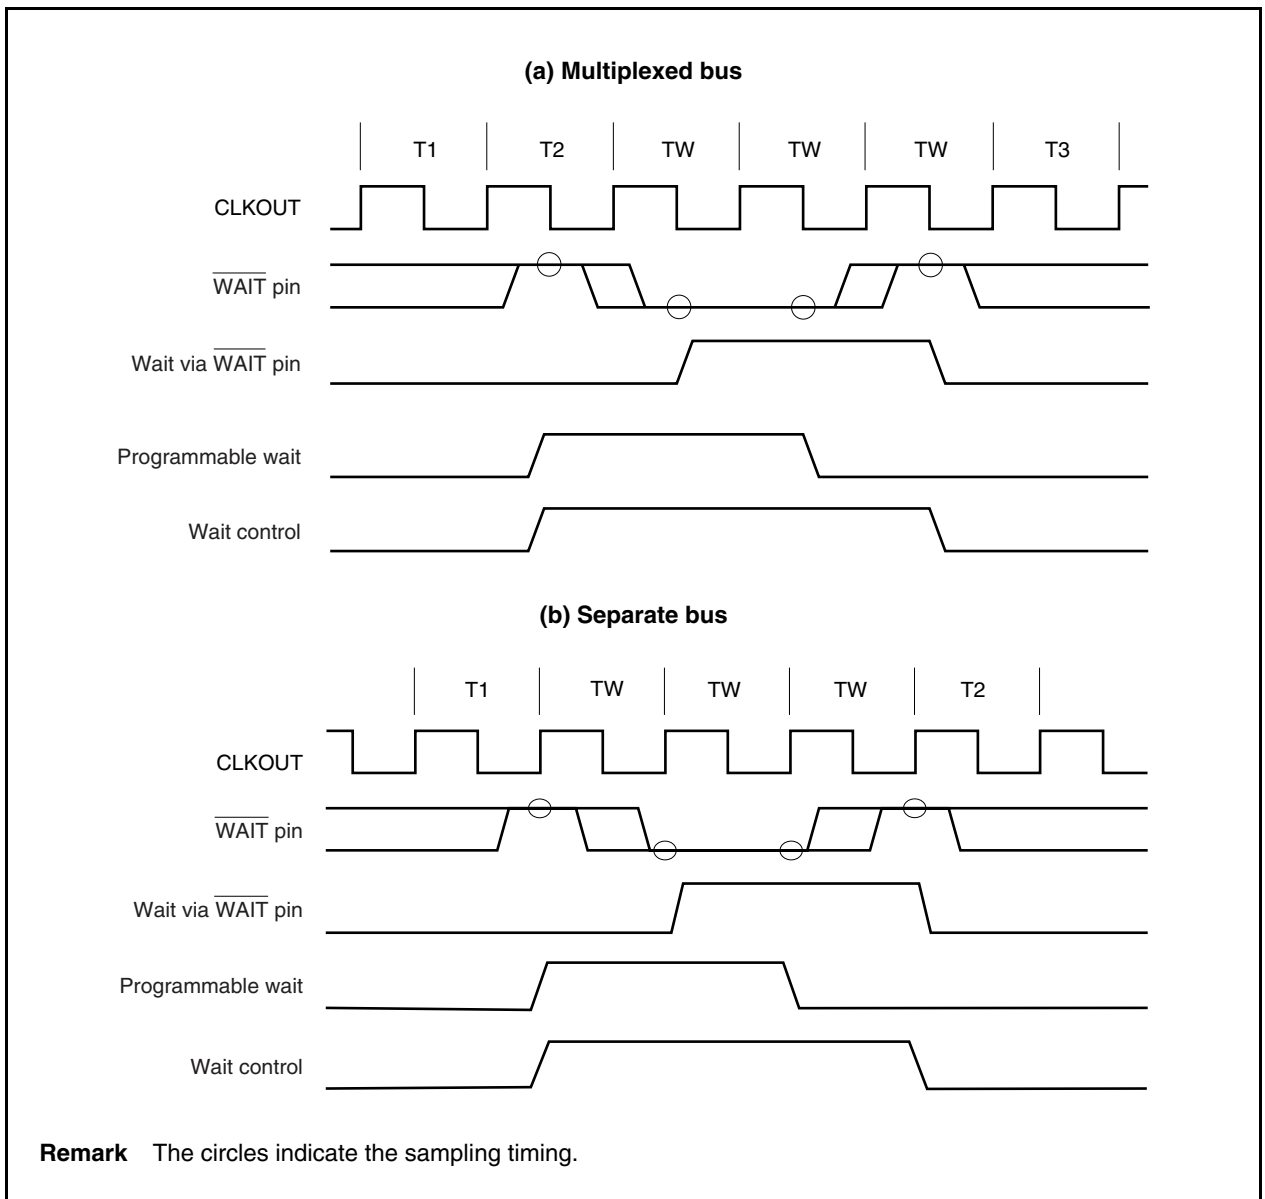 (a) Multiplexed bus
T1 T2 TW TW TW T3
CLKOUT
WAIT pin
Wait via WAIT pin
Programmable wait
Wait control
(b) Separate bus
T1 TW TW TW T2
CLKOUT
WAIT pin
Wait via WAIT pin
Programmable wait
Wait control
Remark The circles indicate the sampling timing.